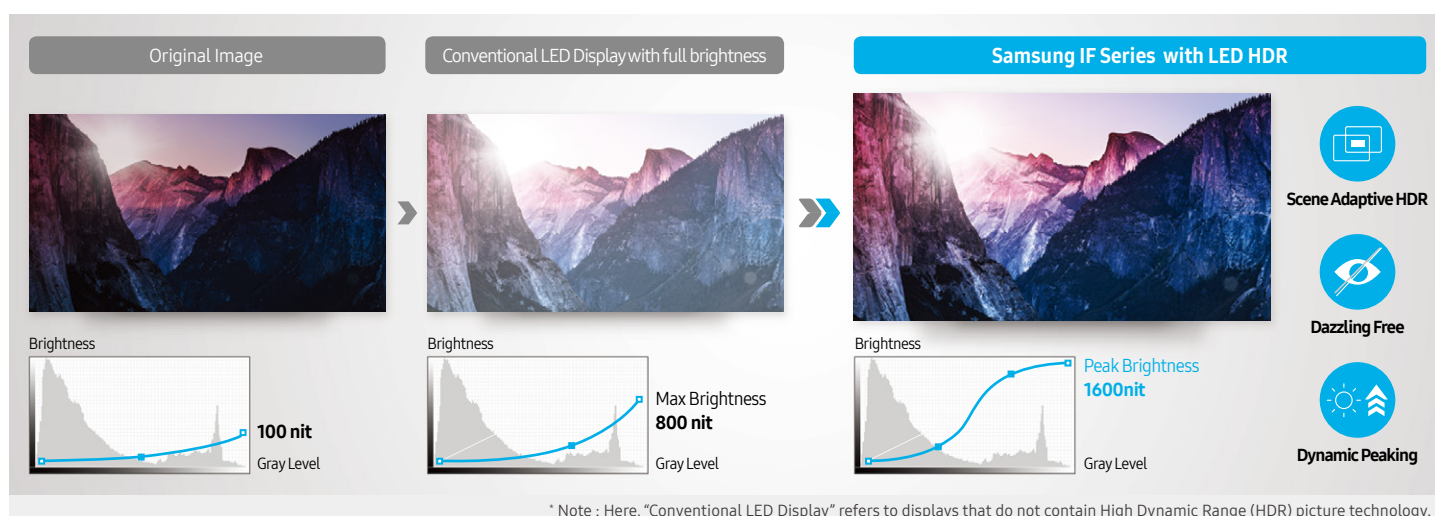 Original Image
Conventional LED Display with full brightness
Samsung IF Series with LED HDR
Scene Adaptive HDR
Dazzling Free
Dynamic Peaking
Brightness
100 nit
Gray Level
Brightness
Max Brightness
800 nit
Gray Level
Brightness
Peak Brightness
1600nit
Gray Level
* Note : Here, "Conventional LED Display" refers to displays that do not contain High Dynamic Range (HDR) picture technology.